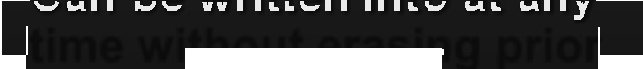 Can be written into at any
time without erasing prior